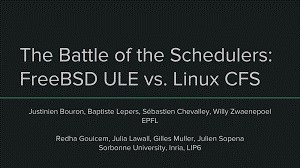 The Battle of the Schedulers:
FreeBSD ULE vs. Linux CFS
Justinien Bouron, Baptiste Lepers, Sébastien Chevalley, Willy Zwaenepoel
EPFL
Redha Gouicem, Julia Lawall, Gilles Muller, Julien Sopena
Sorbonne University, Inria, LIP6